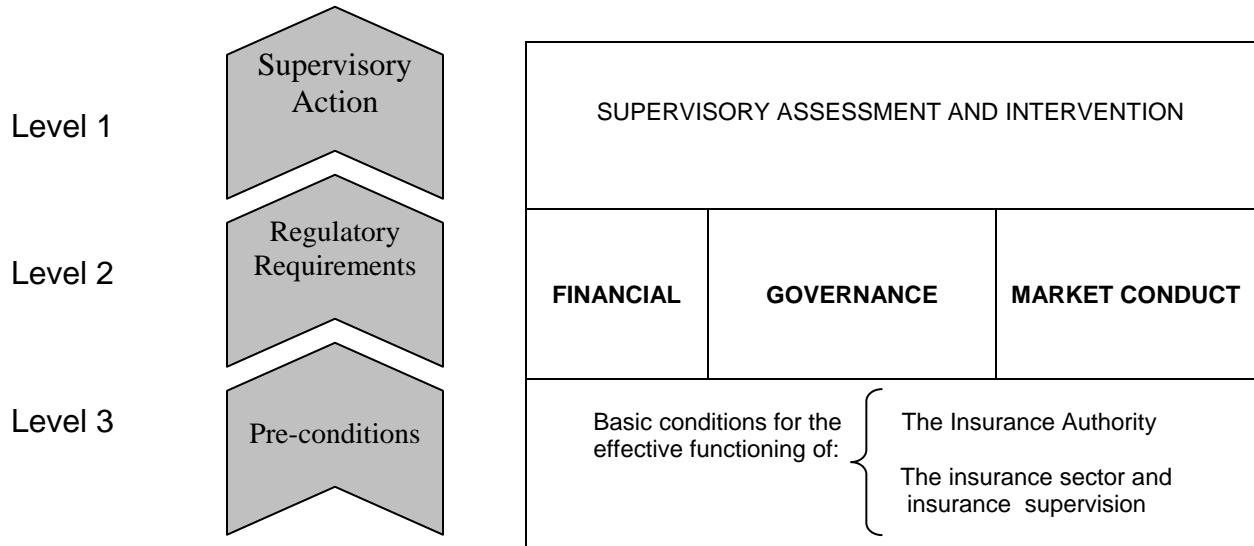 Level 1
Supervisory
Action
SUPERVISORY ASSESSMENT AND INTERVENTION
Level 2
Regulatory
Requirements
FINANCIAL
GOVERNANCE
MARKET CONDUCT
Level 3
Pre-conditions
Basic conditions for the
effective functioning of:
The Insurance Authority
The insurance sector and
insurance supervision